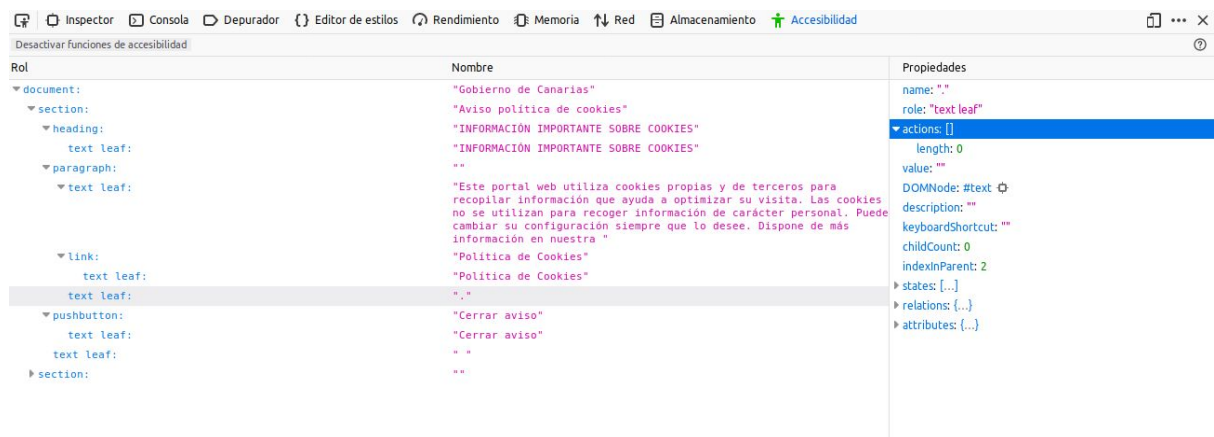 Inspector Consola Depurador {} Editor de estilos Rendimiento Memoria Red Almacenamiento Accesibilidad
Desactivar funciones de accesibilidad
Rol Nombre
document: "Gobierno de Canarias"
section: "Aviso política de cookies"
heading: "INFORMACIÓN IMPORTANTE SOBRE COOKIES"
text leaf: "INFORMACIÓN IMPORTANTE SOBRE COOKIES"
paragraph: ""
text leaf: "Este portal web utiliza cookies propias y de terceros para
recopilar información que ayuda a optimizar su visita. Las cookies
no se utilizan para recoger información de carácter personal. Puede
cambiar su configuración siempre que lo desee. Dispone de más
información en nuestra "
link: "Política de Cookies"
text leaf: "Política de Cookies"
text leaf: "."
pushbutton: "Cerrar aviso"
text leaf: "Cerrar aviso"
text leaf: " "
section: ""
Propiedades
name: "."
role: "text leaf"
actions: []
length: 0
value: ""
DOMNode: #text
description: ""
keyboardShortcut: ""
childCount: 0
indexInParent: 2
states: […]
relations: {…}
attributes: {…}